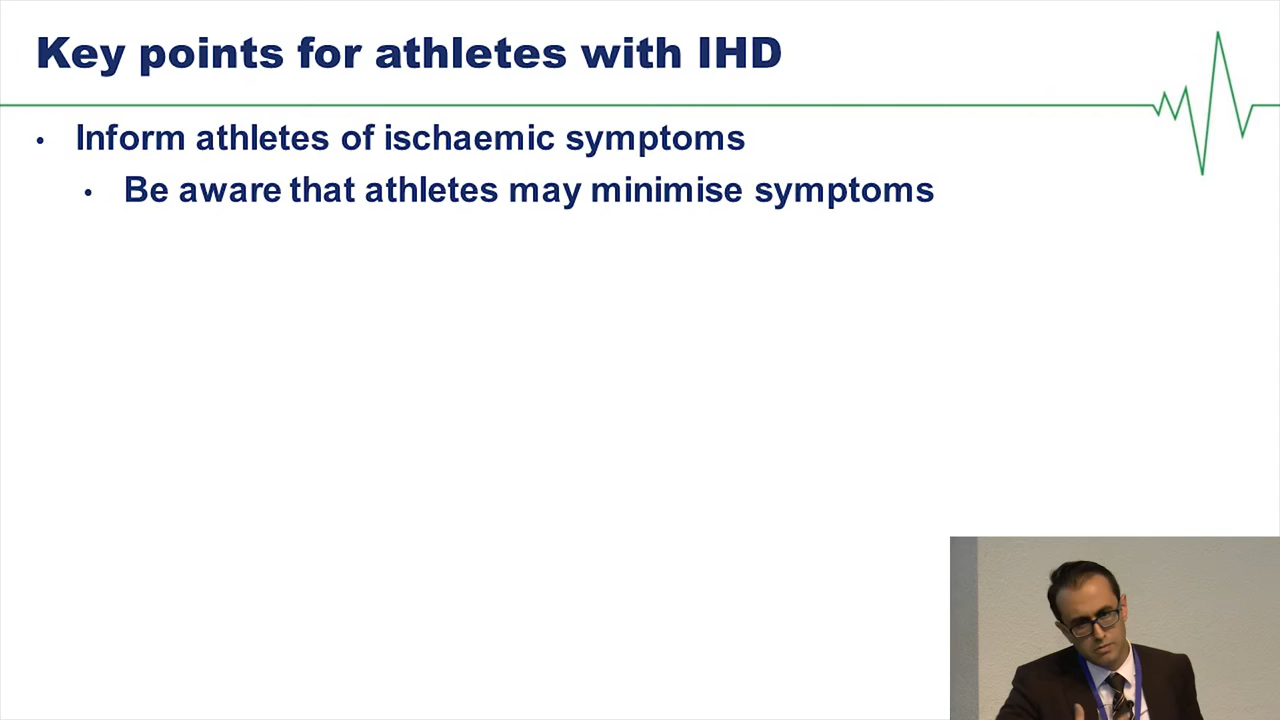 Key points for athletes with IHD
• Inform athletes of ischaemic symptoms
• Be aware that athletes may minimise symptoms